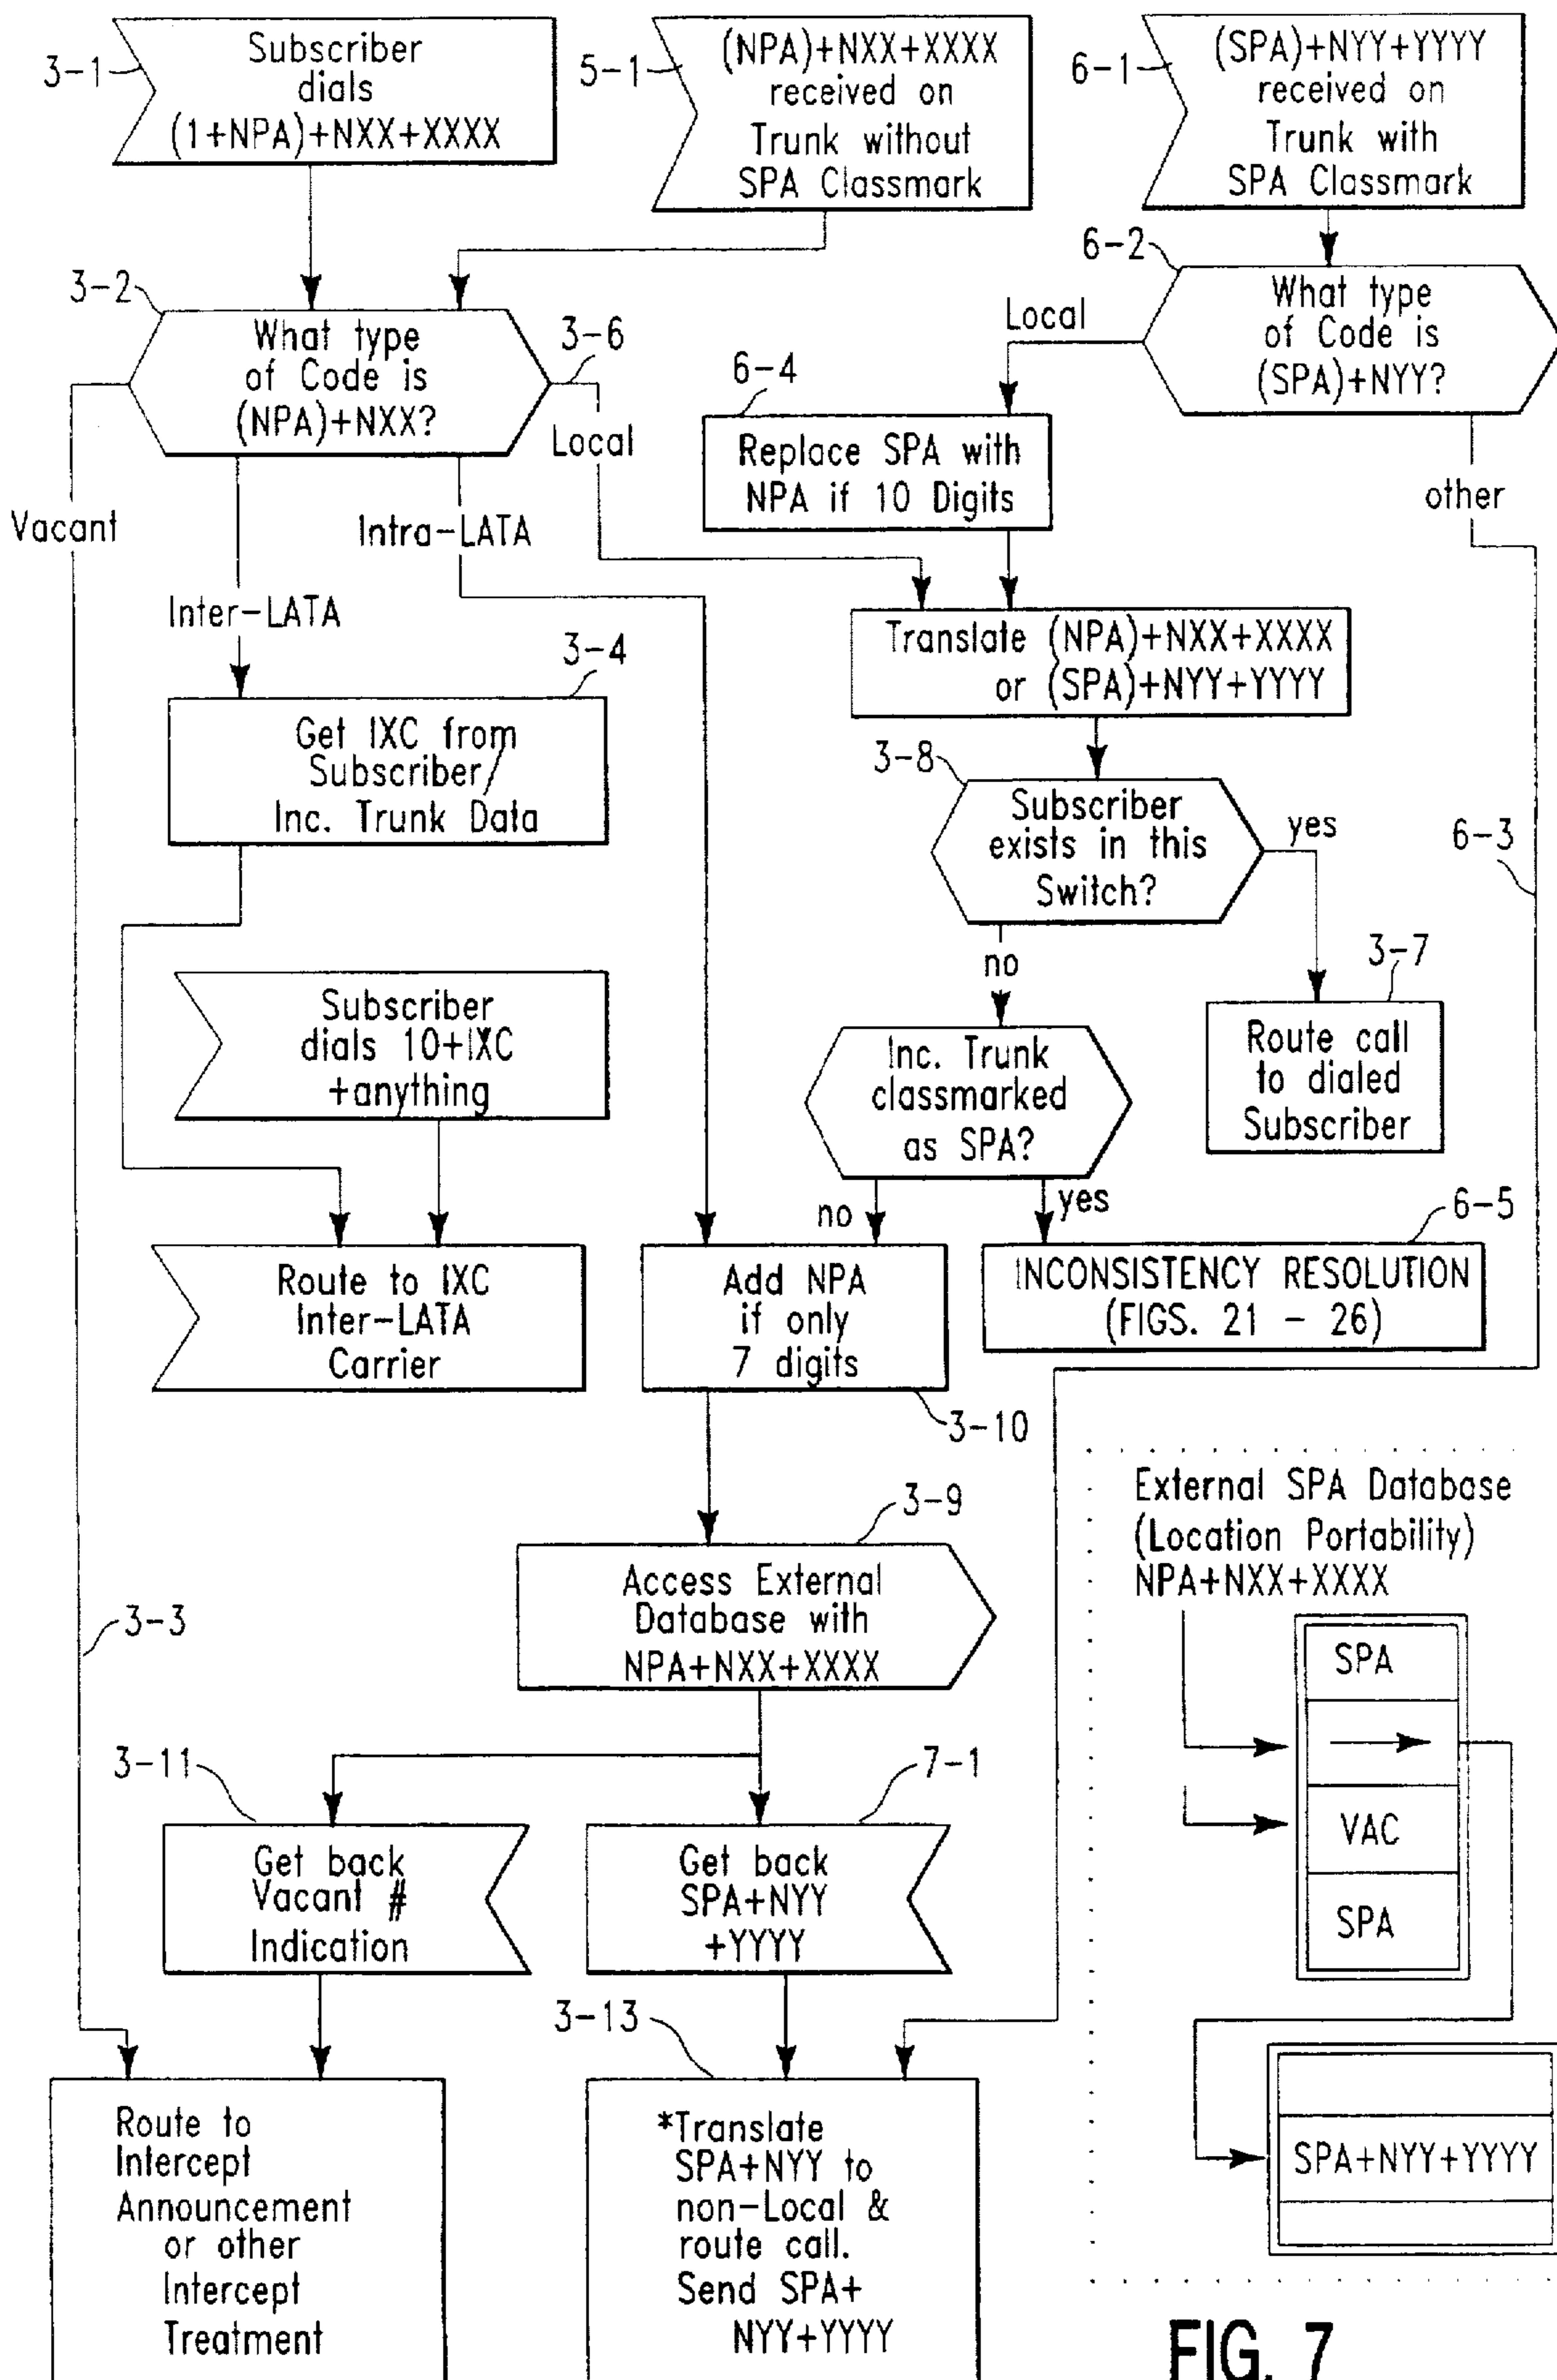 3-1
Subscriber
dials
(1+NPA)+NXX+XXXX
5-1
(NPA)+NXX+XXXX
received on
Trunk without
SPA Classmark
6-1
(SPA)+NYY+YYYY
received on
Trunk with
SPA Classmark
3-2
What type
of Code is
(NPA)+NXX?
3-6
Local
Vacant
Intra-LATA
Inter-LATA
6-2
What type
of Code is
(SPA)+NYY?
Local
other
6-4
Replace SPA with
NPA if 10 Digits
Translate (NPA)+NXX+XXXX
or (SPA)+NYY+YYYY
3-4
Get IXC from
Subscriber/
Inc. Trunk Data
3-8
Subscriber
exists in this
Switch?
yes
6-3
no
3-7
Route call
to dialed
Subscriber
Subscriber
dials 10+IXC
+anything
Inc. Trunk
classmarked
as SPA?
no
yes
6-5
Route to IXC
Inter-LATA
Carrier
Add NPA
if only
7 digits
3-10
INCONSISTENCY RESOLUTION
(FIGS. 21 - 26)
3-9
Access External
Database with
NPA+NXX+XXXX
3-3
External SPA Database
(Location Portability)
NPA+NXX+XXXX
SPA
VAC
SPA
SPA+NYY+YYYY
3-11
Get back
Vacant #
Indication
7-1
Get back
SPA+NYY
+YYYY
3-13
Route to
Intercept
Announcement
or other
Intercept
Treatment
*Translate
SPA+NYY to
non-Local &
route call.
Send SPA+
NYY+YYYY
FIG. 7